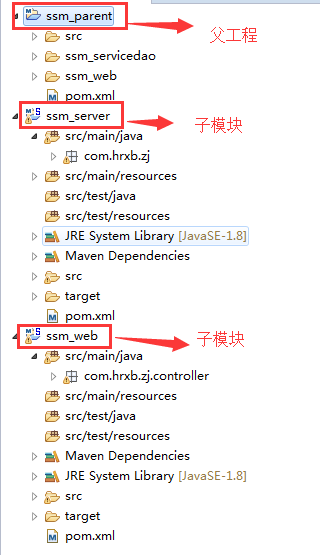 ssm_parent
父工程
src
ssm_servicedao
ssm_web
pom.xml
ssm_server
子模块
src/main/java
com.hrxb.zj
src/main/resources
src/test/java
src/test/resources
JRE System Library [JavaSE-1.8]
Maven Dependencies
src
target
pom.xml
ssm_web
子模块
src/main/java
com.hrxb.zj.controller
src/main/resources
src/test/java
src/test/resources
Maven Dependencies
JRE System Library [JavaSE-1.8]
src
target
pom.xml